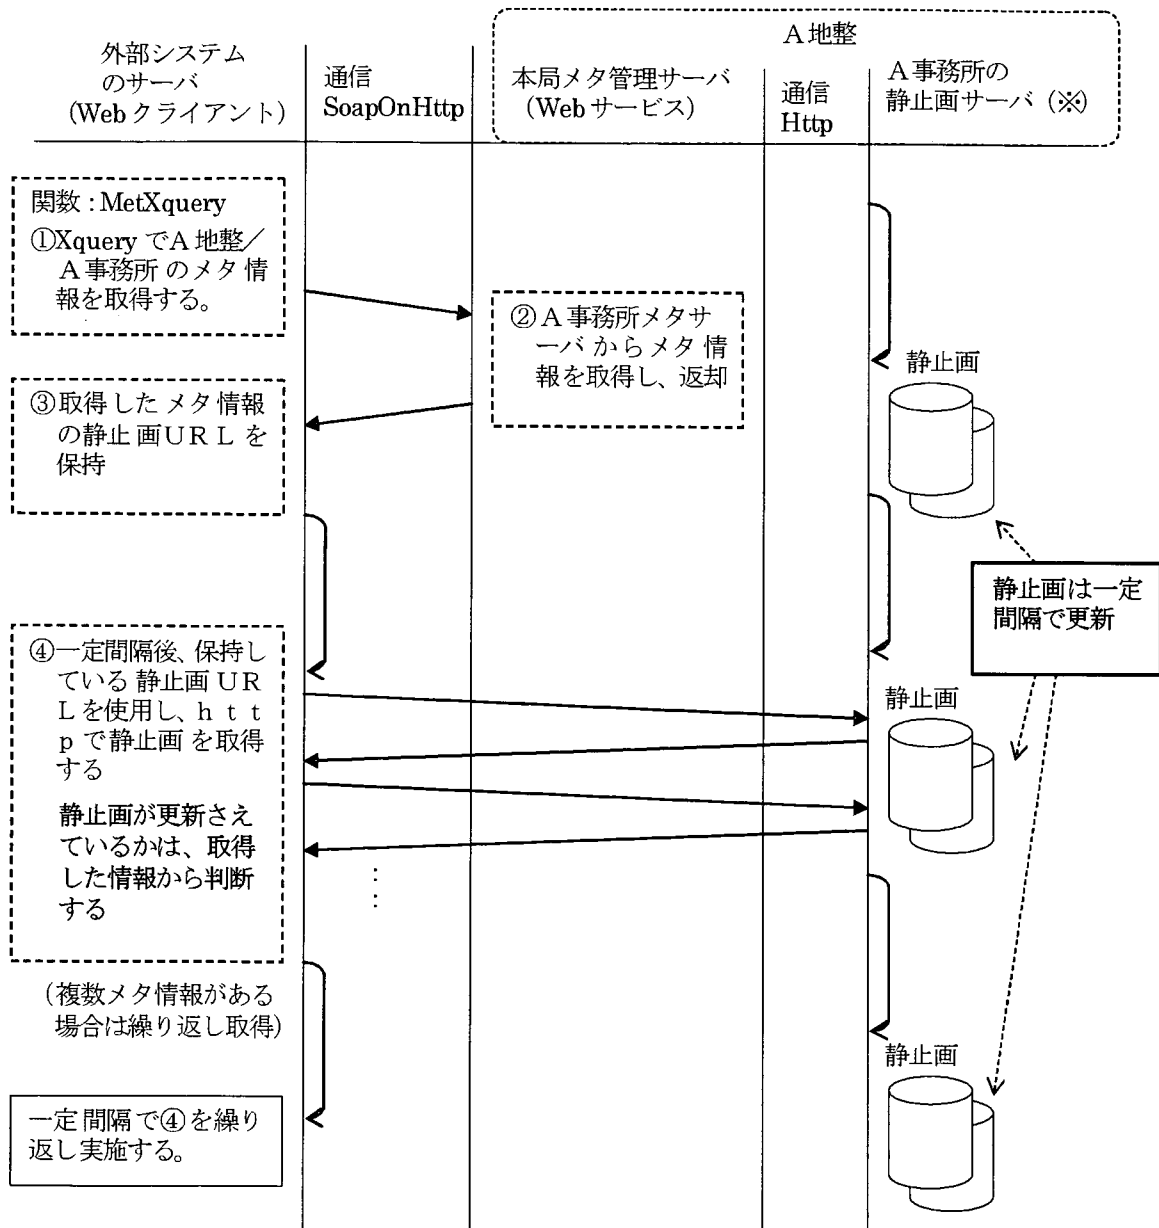 A地整
外部システム
のサーバ
(Webクライアント)
通信
SoapOnHttp
本局メタ管理サーバ
(Webサービス)
通信
Http
A事務所の
静止画サーバ(※)
関数:MetXquery
①XqueryでA地整/
A事務所のメタ情
報を取得する。
②A事務所メタサ
ーバからメタ情
報を取得し、返却
③取得したメタ情報
の静止画URLを
保持
静止画
静止画は一定
間隔で更新
④一定間隔後、保持し
ている静止画UR
Lを使用し、htt
pで静止画を取得
する
静止画が更新さえ
ているかは、取得
した情報から判断
する
静止画
(複数メタ情報がある
場合は繰り返し取得)
静止画
一定間隔で④を繰り
返し実施する。